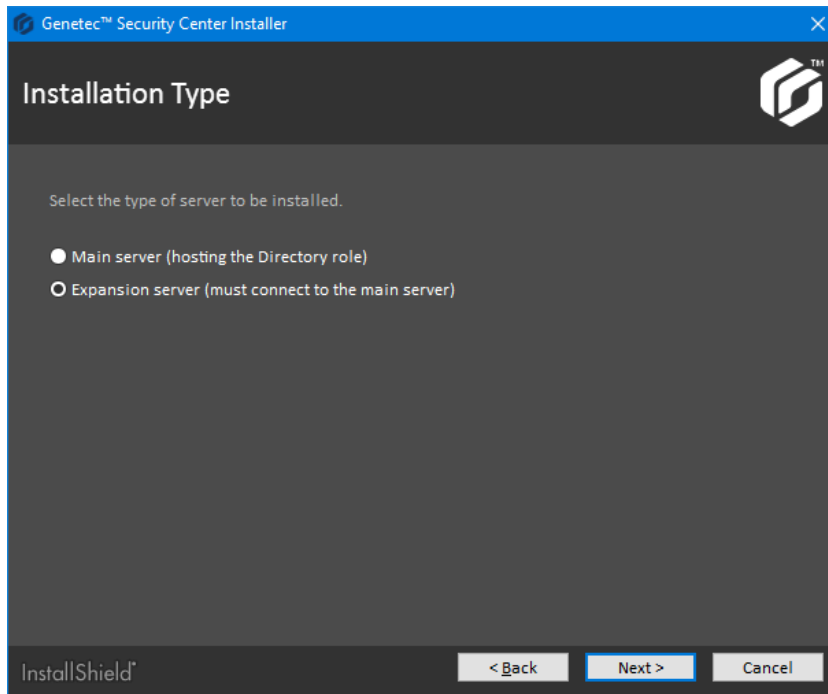 Genetec™ Security Center Installer
Installation Type
TM
Select the type of server to be installed.
Main server (hosting the Directory role)
Expansion server (must connect to the main server)
InstallShield®
< Back
Next >
Cancel